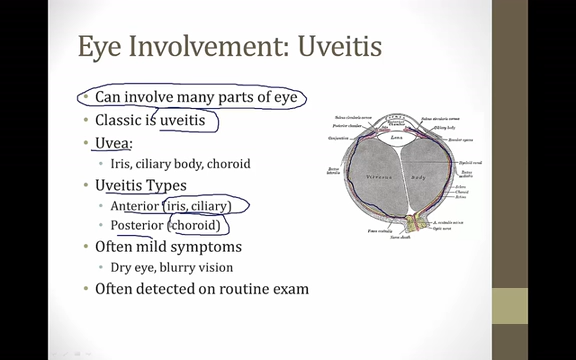 Eye Involvement: Uveitis
• Can involve many parts of eye
• Classic is uveitis
• Uvea:
• Iris, ciliary body, choroid
• Uveitis Types
• Anterior (iris, ciliary)
• Posterior (choroid)
• Often mild symptoms
• Dry eye, blurry vision
• Often detected on routine exam
Vitreous Body
Lens